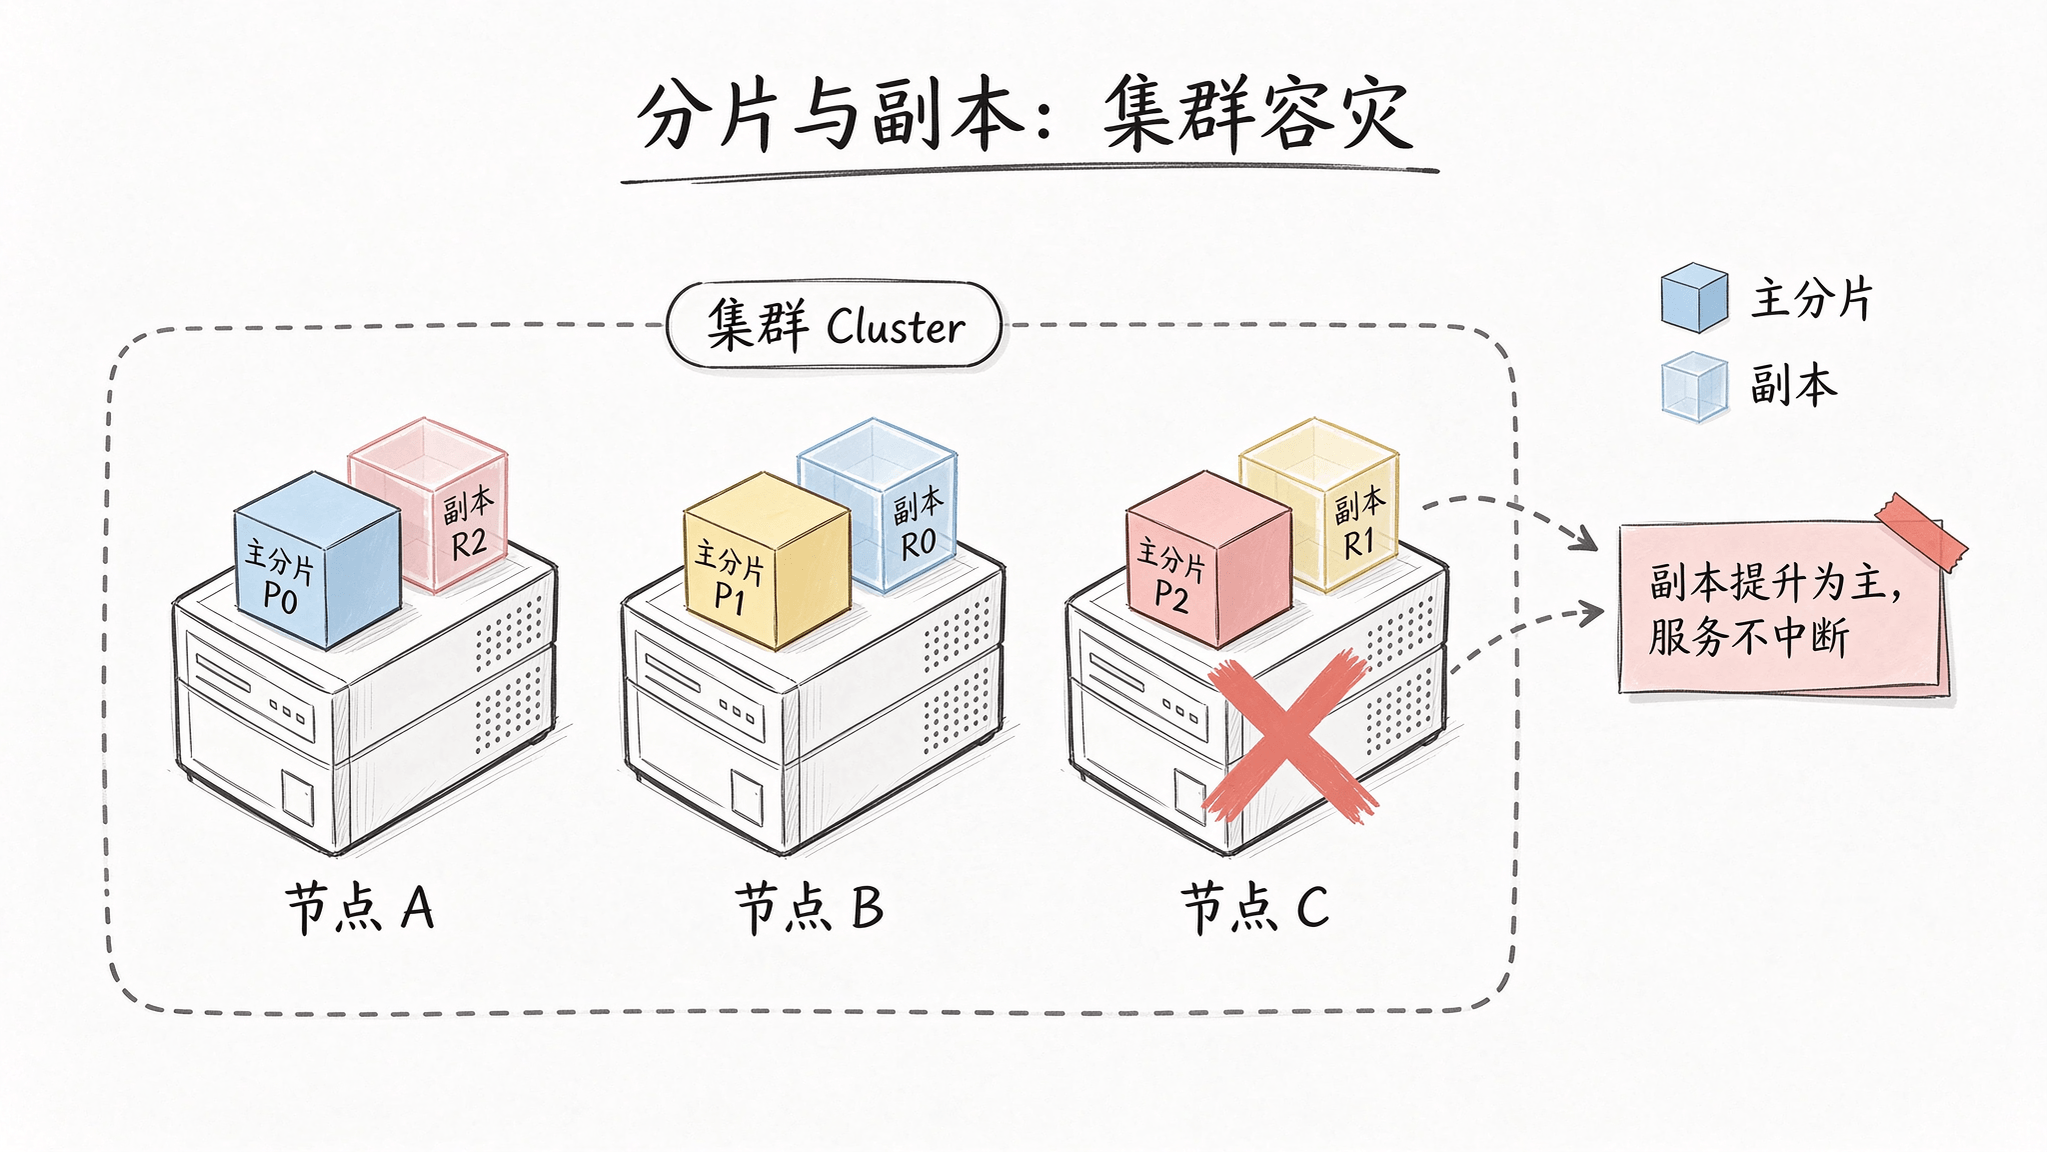 分片与副本：集群容灾
集群 Cluster
主分片
副本
副本
R2
主分片
P0
副本
R0
主分片
P1
副本
R1
主分片
P2
副本提升为主，
服务不中断
节点 A
节点 B
节点 C